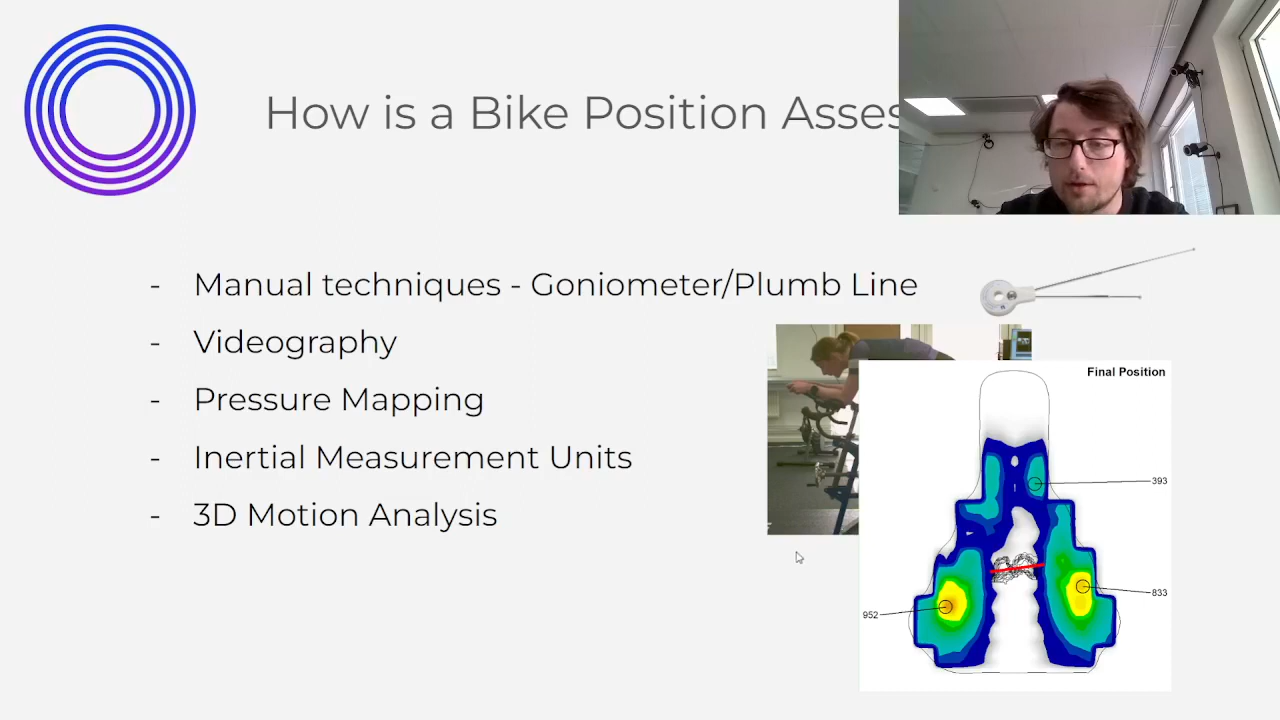 How is a Bike Position Asses
- Manual techniques - Goniometer/Plumb Line
- Videography
- Pressure Mapping
- Inertial Measurement Units
- 3D Motion Analysis
Final Position
393
833
952